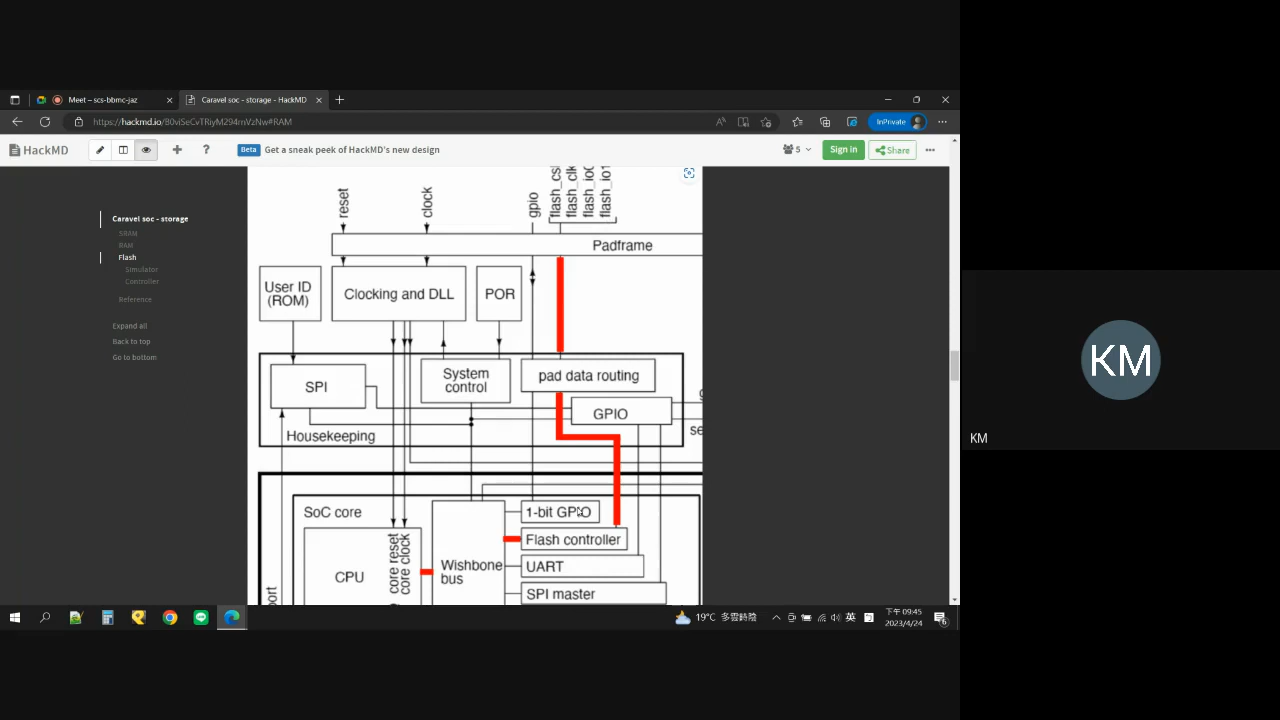 Meet – scs-bbmc-jaz
Caravel soc - storage - HackMD
https://hackmd.io/B0viSeCvTRiyM294mVzNw#RAM
InPrivate
HackMD
Beta
Get a sneak peek of HackMD's new design
5
Sign in
Share
Caravel soc - storage
SRAM
RAM
Flash
Simulator
Controller
Reference
Expand all
Back to top
Go to bottom
reset
clock
gpio
flash_cs
flash_clk
flash_io0
flash_io1
Padframe
User ID
(ROM)
Clocking and DLL
POR
SPI
System
control
pad data routing
GPIO
Housekeeping
se
SoC core
CPU
core reset
core clock
Wishbone
bus
1-bit GPIO
Flash controller
UART
SPI master
port
KM
KM
19°C
多雲時陰
英
下午 09:45
2023/4/24
6